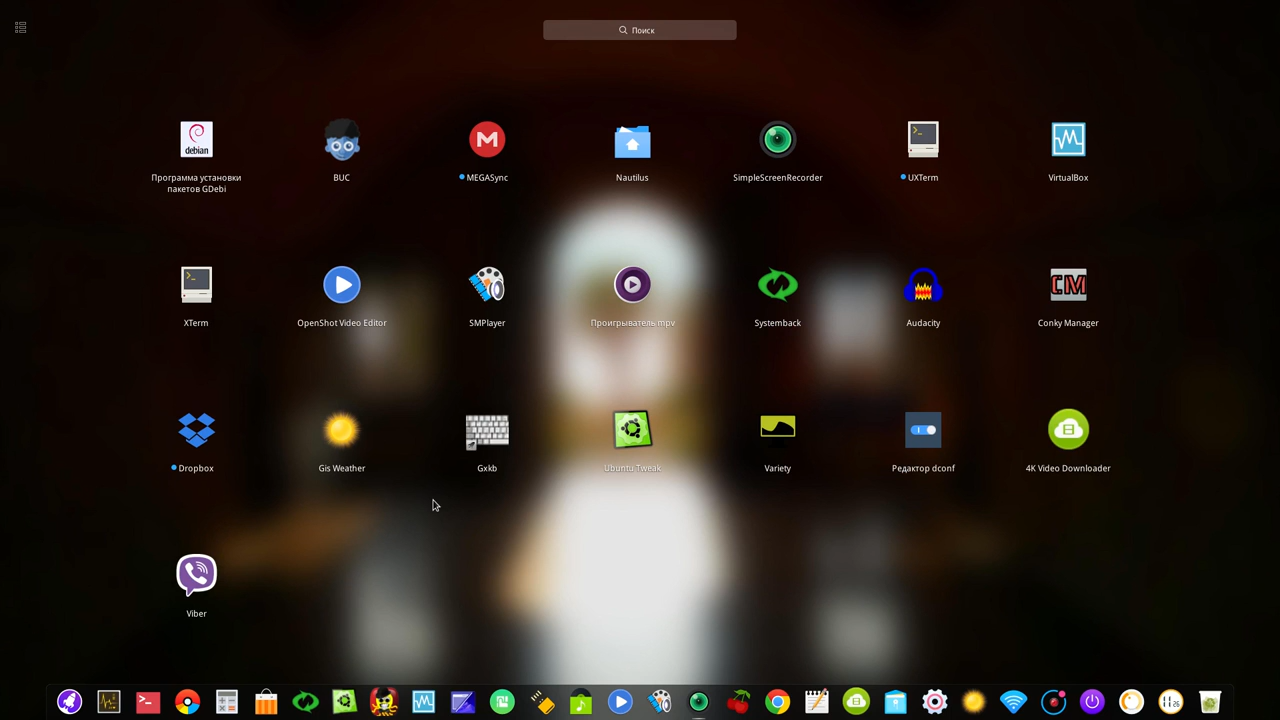 Поиск
debian
Программа установки
пакетов GDebi
BUC
MEGASync
Nautilus
SimpleScreenRecorder
UXTerm
VirtualBox
XTerm
OpenShot Video Editor
SMPlayer
Проигрыватель mpv
Systemback
Audacity
CM
Conky Manager
Dropbox
Gis Weather
Gxkb
Ubuntu Tweak
Variety
Редактор dconf
4K Video Downloader
Viber